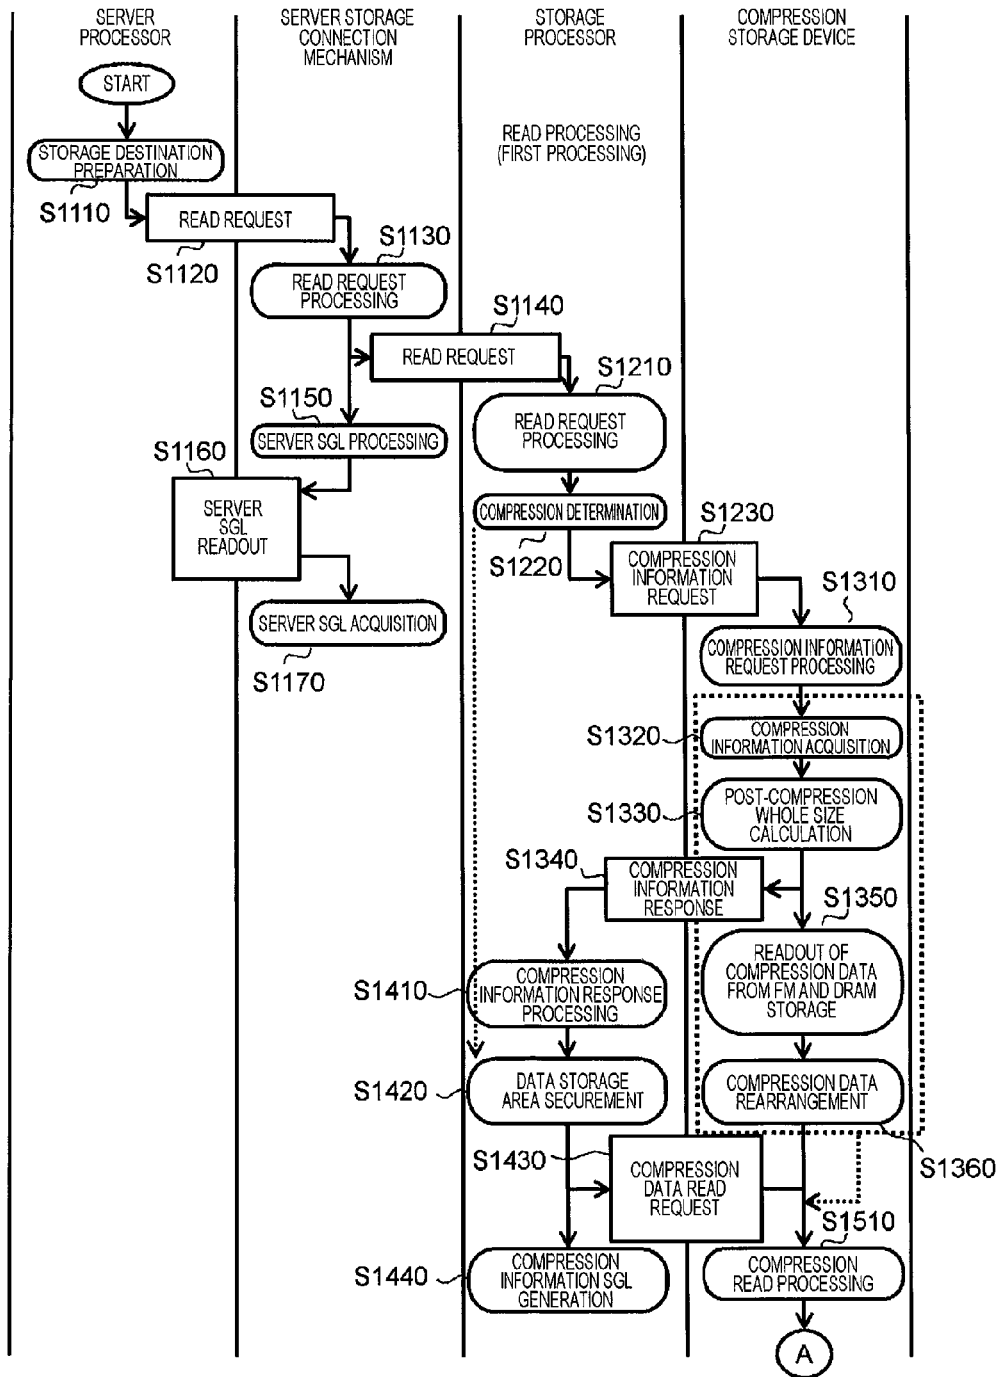 SERVER
PROCESSOR
SERVER STORAGE
CONNECTION
MECHANISM
STORAGE
PROCESSOR
COMPRESSION
STORAGE DEVICE
START
READ PROCESSING
(FIRST PROCESSING)
STORAGE DESTINATION
PREPARATION
S1110
READ REQUEST
S1120
S1130
READ REQUEST
PROCESSING
S1140
READ REQUEST
S1150
SERVER SGL PROCESSING
S1210
READ REQUEST
PROCESSING
S1160
SERVER
SGL
READOUT
COMPRESSION DETERMINATION
S1220
S1230
COMPRESSION
INFORMATION
REQUEST
SERVER SGL ACQUISITION
S1170
S1310
COMPRESSION INFORMATION
REQUEST PROCESSING
S1320
COMPRESSION
INFORMATION ACQUISITION
S1330
POST-COMPRESSION
WHOLE SIZE
CALCULATION
S1340
COMPRESSION
INFORMATION
RESPONSE
S1350
READOUT OF
COMPRESSION DATA
FROM FM AND DRAM
STORAGE
S1410
COMPRESSION
INFORMATION RESPONSE
PROCESSING
S1420
DATA STORAGE
AREA SECUREMENT
COMPRESSION DATA
REARRANGEMENT
S1360
S1430
COMPRESSION
DATA READ
REQUEST
S1510
S1440
COMPRESSION
INFORMATION SGL
GENERATION
COMPRESSION
READ PROCESSING
A